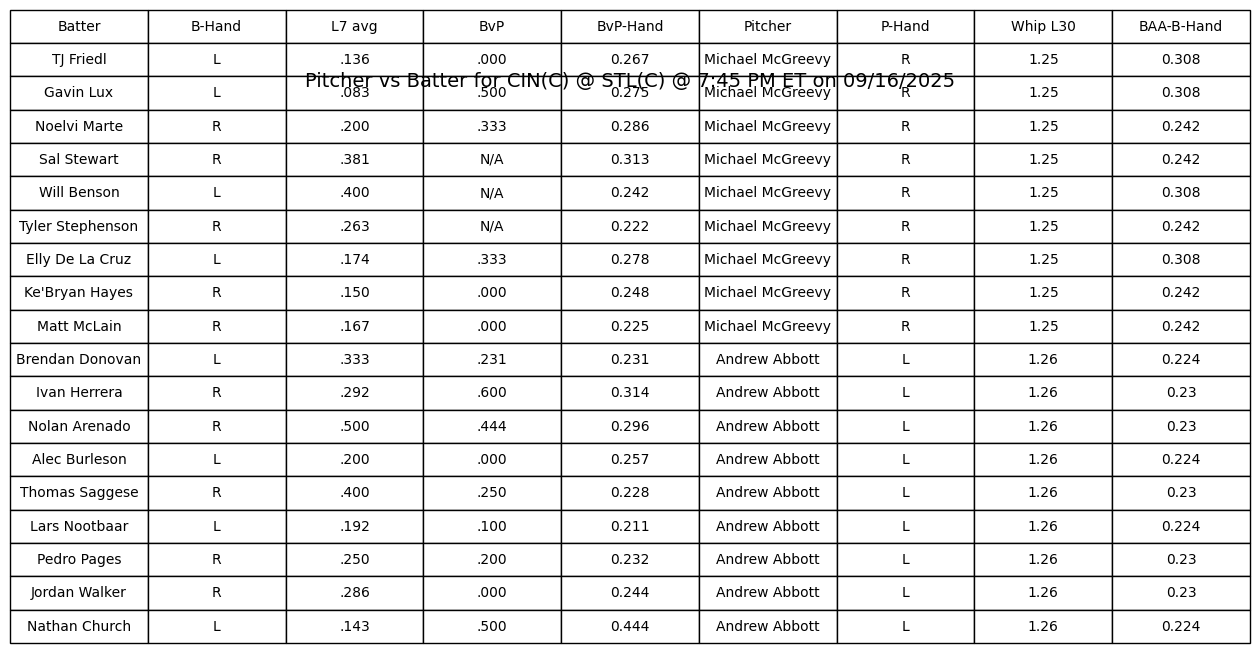 Batter B-Hand L7 avg BvP BvP-Hand Pitcher P-Hand Whip L30 BAA-B-Hand
TJ Friedl L .136 .000 0.267 Michael McGreevy R 1.25 0.308
Pitcher vs Batter for CIN(C) @ STL(C) @ 7:45 PM ET on 09/16/2025
Gavin Lux L .083 .500 0.275 Michael McGreevy R 1.25 0.308
Noelvi Marte R .200 .333 0.286 Michael McGreevy R 1.25 0.242
Sal Stewart R .381 N/A 0.313 Michael McGreevy R 1.25 0.242
Will Benson L .400 N/A 0.242 Michael McGreevy R 1.25 0.308
Tyler Stephenson R .263 N/A 0.222 Michael McGreevy R 1.25 0.242
Elly De La Cruz L .174 .333 0.278 Michael McGreevy R 1.25 0.308
Ke'Bryan Hayes R .150 .000 0.248 Michael McGreevy R 1.25 0.242
Matt McLain R .167 .000 0.225 Michael McGreevy R 1.25 0.242
Brendan Donovan L .333 .231 0.231 Andrew Abbott L 1.26 0.224
Ivan Herrera R .292 .600 0.314 Andrew Abbott L 1.26 0.23
Nolan Arenado R .500 .444 0.296 Andrew Abbott L 1.26 0.23
Alec Burleson L .200 .000 0.257 Andrew Abbott L 1.26 0.224
Thomas Saggese R .400 .250 0.228 Andrew Abbott L 1.26 0.23
Lars Nootbaar L .192 .100 0.211 Andrew Abbott L 1.26 0.224
Pedro Pages R .250 .200 0.232 Andrew Abbott L 1.26 0.23
Jordan Walker R .286 .000 0.244 Andrew Abbott L 1.26 0.23
Nathan Church L .143 .500 0.444 Andrew Abbott L 1.26 0.224